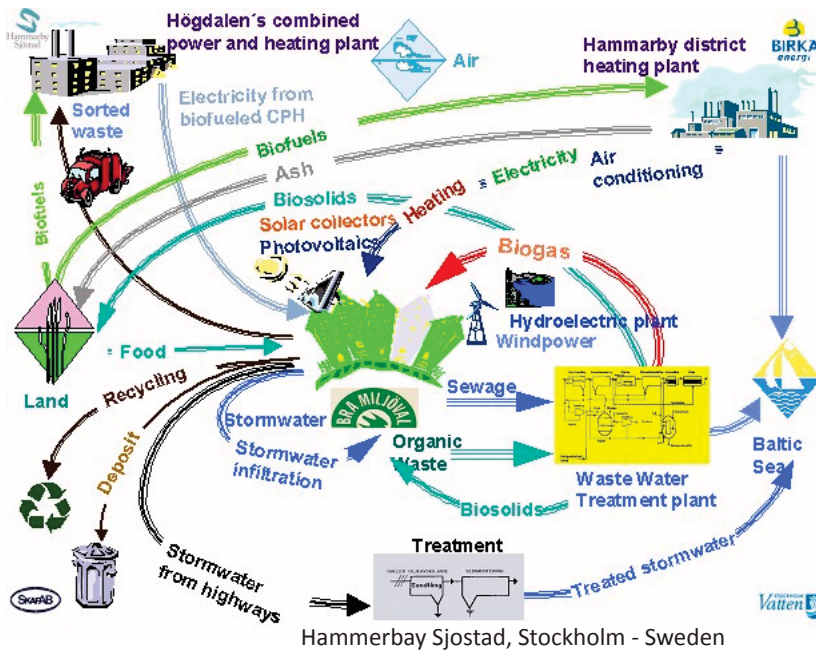 Hammarby
Sjöstad
Högdalen´s combined
power and heating plant
Air
Hammarby district
heating plant
BIRKA
energi
Sorted
waste
Electricity from
biofueled CPH
Biofuels
Ash
Biosolids
Solar collectors
Photovoltaics
Heating
Electricity
Air
conditioning
Biofuels
Biogas
Hydroelectric plant
Windpower
Land
Food
Recycling
Sewage
Stormwater
BRA MILJÖVAL
Stormwater
infiltration
Organic
Waste
Deposit
Biosolids
Waste Water
Treatment plant
Baltic
Sea
Stormwater
from highways
Treatment
Treated stormwater
SKAFAB
Vatten
Hammerbay Sjostad, Stockholm - Sweden